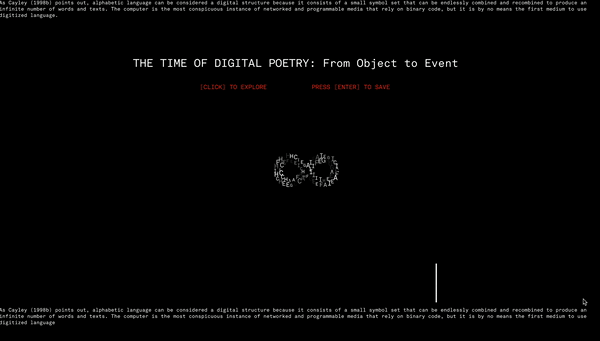 As Cayley (1998b) points out, alphabetic language can be considered a digital structure because it consists of a small symbol set that can be endlessly combined and recombined to produce an
infinite number of words and texts. The computer is the most conspicuous instance of networked and programmable media that rely on binary code, but it is by no means the first medium to use
digitized language.
THE TIME OF DIGITAL POETRY: From Object to Event
[CLICK] TO EXPLORE PRESS [ENTER] TO SAVE
As Cayley (1998b) points out, alphabetic language can be considered a digital structure because it consists of a small symbol set that can be endlessly combined and recombined to produce an
infinite number of words and texts. The computer is the most conspicuous instance of networked and programmable media that rely on binary code, but it is by no means the first medium to use
digitized language